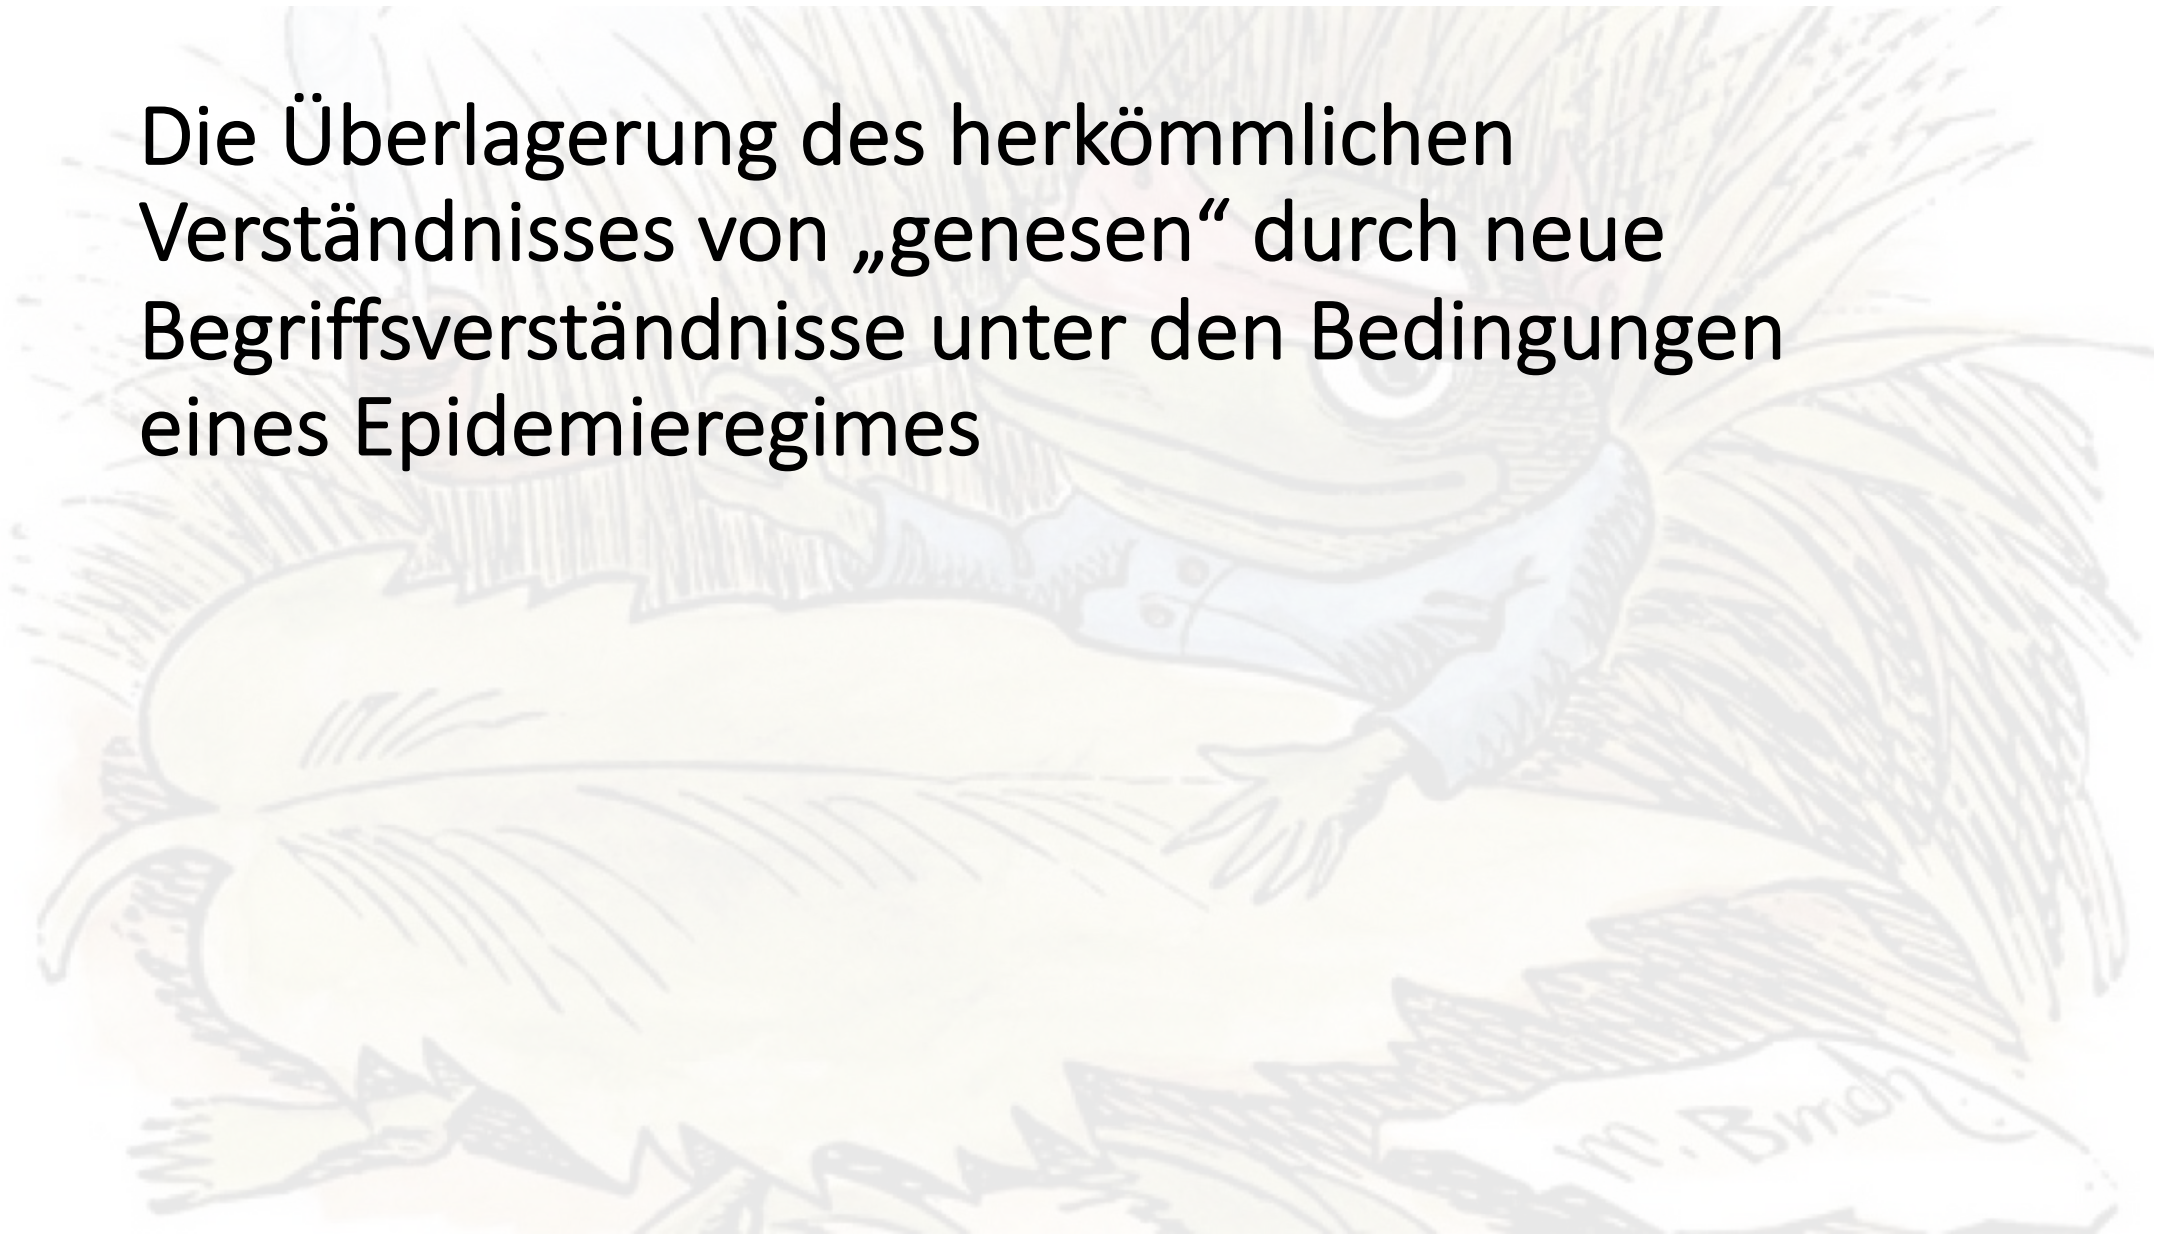 Die Überlagerung des herkömmlichen
Verständnisses von „genesen“ durch neue
Begriffsverständnisse unter den Bedingungen
eines Epidemieregimes